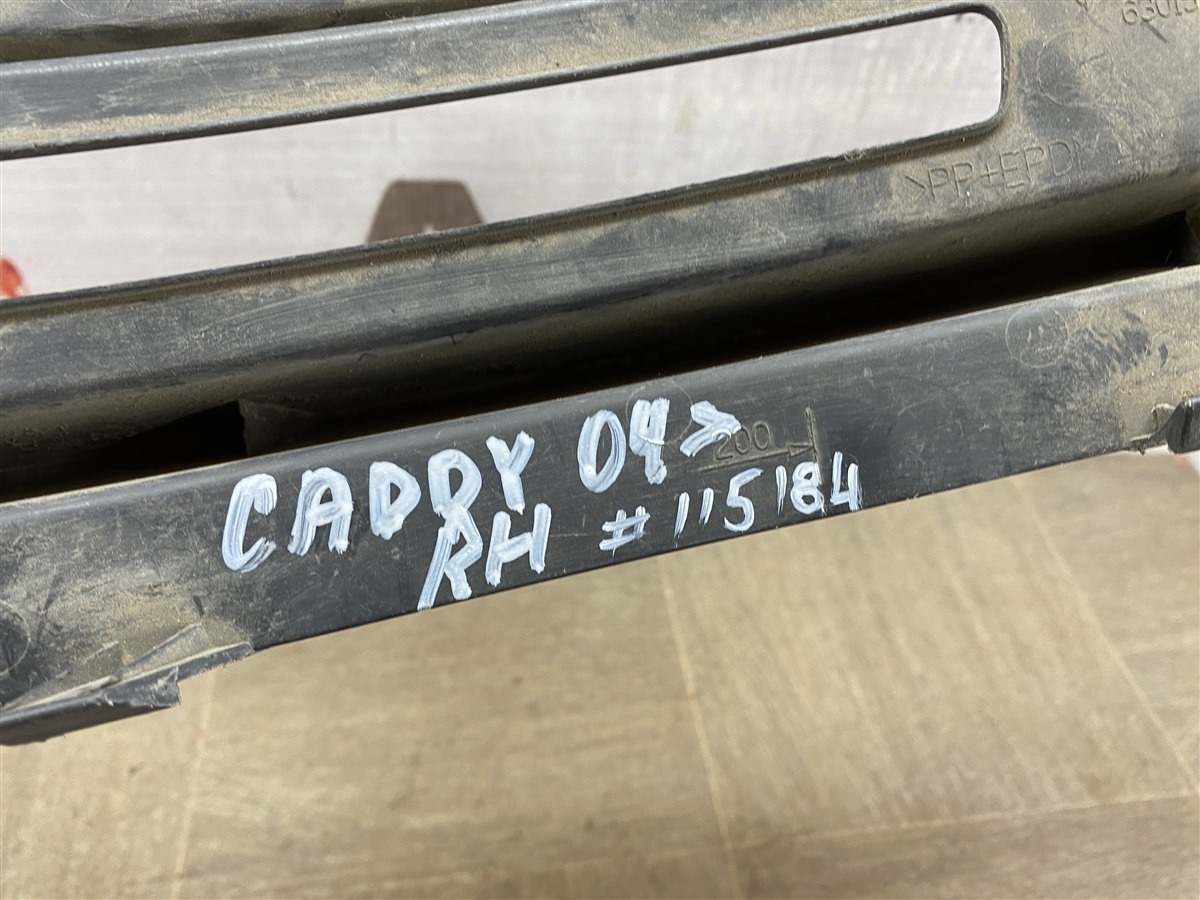 >PP+EPDM
200
CADDY 04>
RH #115184